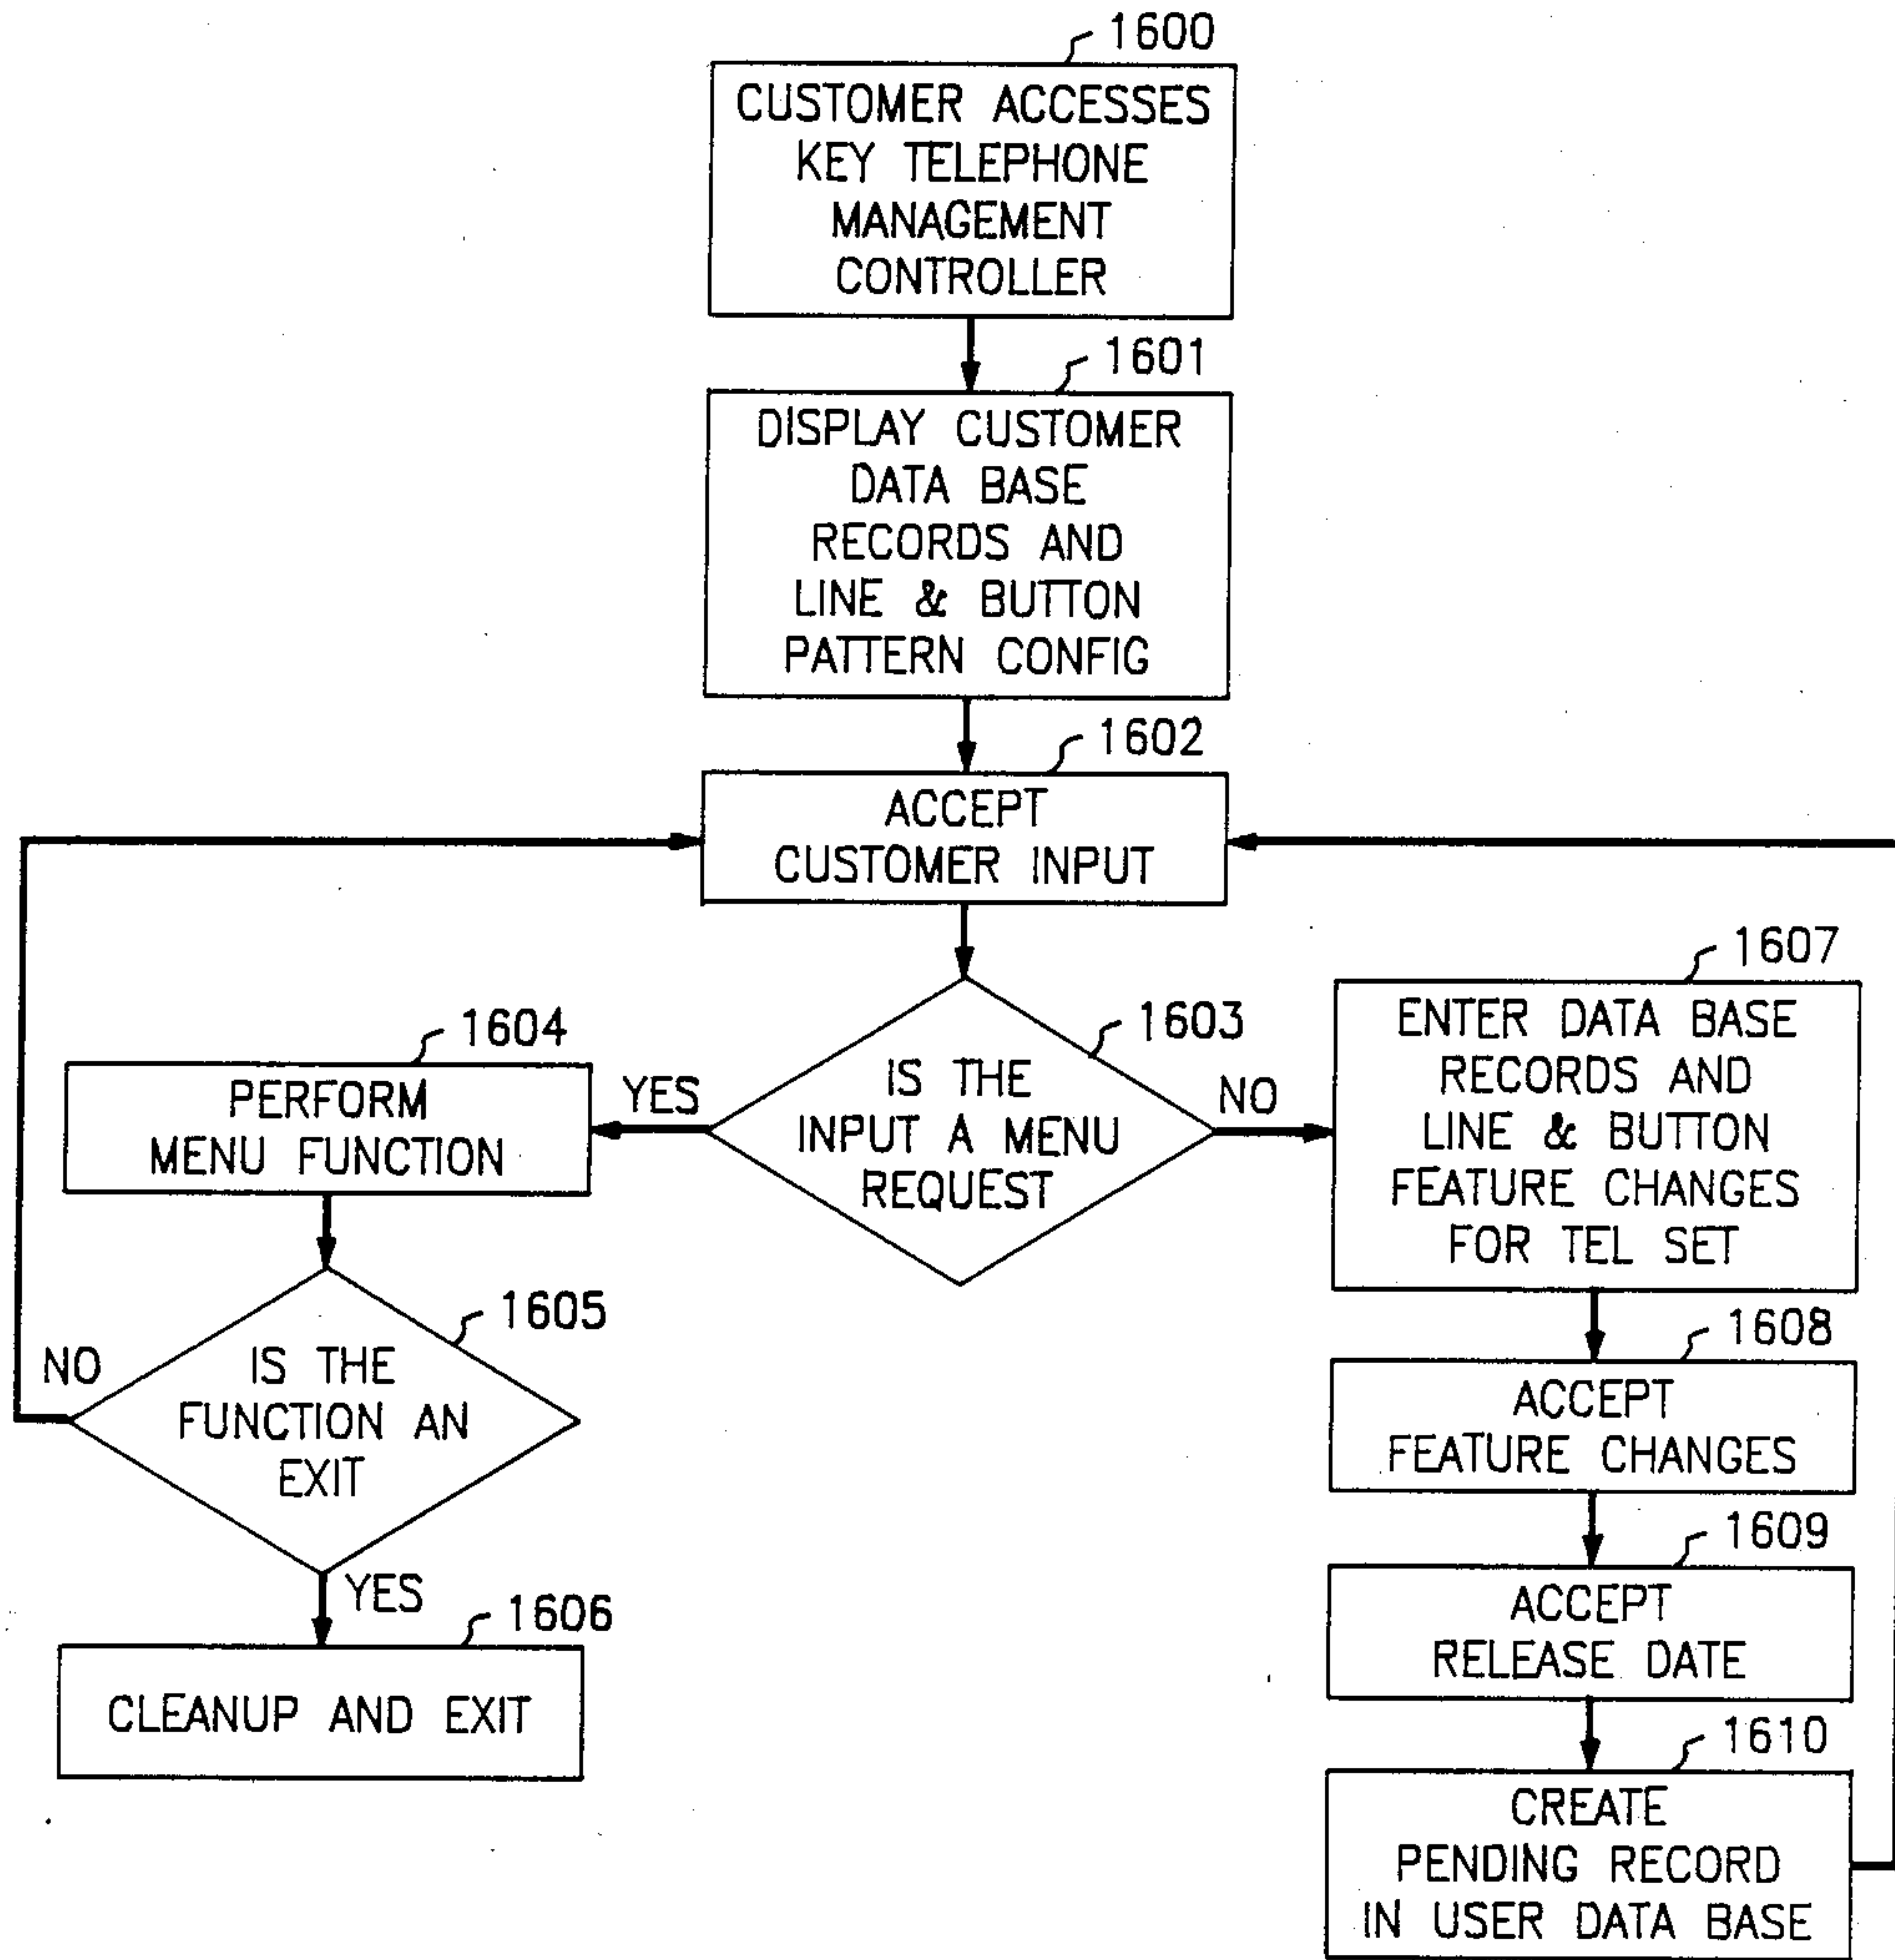 1600
CUSTOMER ACCESSES
KEY TELEPHONE
MANAGEMENT
CONTROLLER
1601
DISPLAY CUSTOMER
DATA BASE
RECORDS AND
LINE & BUTTON
PATTERN CONFIG
1602
ACCEPT
CUSTOMER INPUT
1603
IS THE
INPUT A MENU
REQUEST
YES
NO
1604
PERFORM
MENU FUNCTION
1605
IS THE
FUNCTION AN
EXIT
NO
YES
1606
CLEANUP AND EXIT
1607
ENTER DATA BASE
RECORDS AND
LINE & BUTTON
FEATURE CHANGES
FOR TEL SET
1608
ACCEPT
FEATURE CHANGES
1609
ACCEPT
RELEASE DATE
1610
CREATE
PENDING RECORD
IN USER DATA BASE